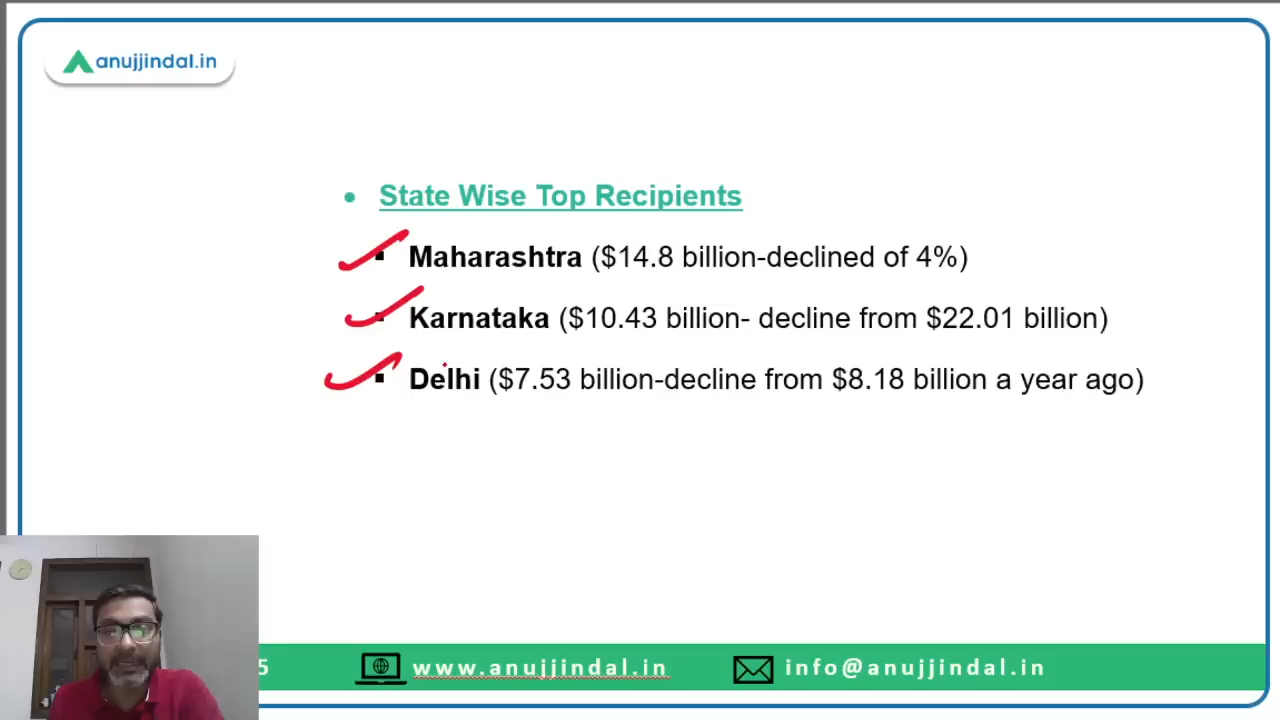 anujjindal.in
• State Wise Top Recipients
▪ Maharashtra ($14.8 billion-declined of 4%)
▪ Karnataka ($10.43 billion- decline from $22.01 billion)
▪ Delhi ($7.53 billion-decline from $8.18 billion a year ago)
5 www.anujjindal.in info@anujjindal.in